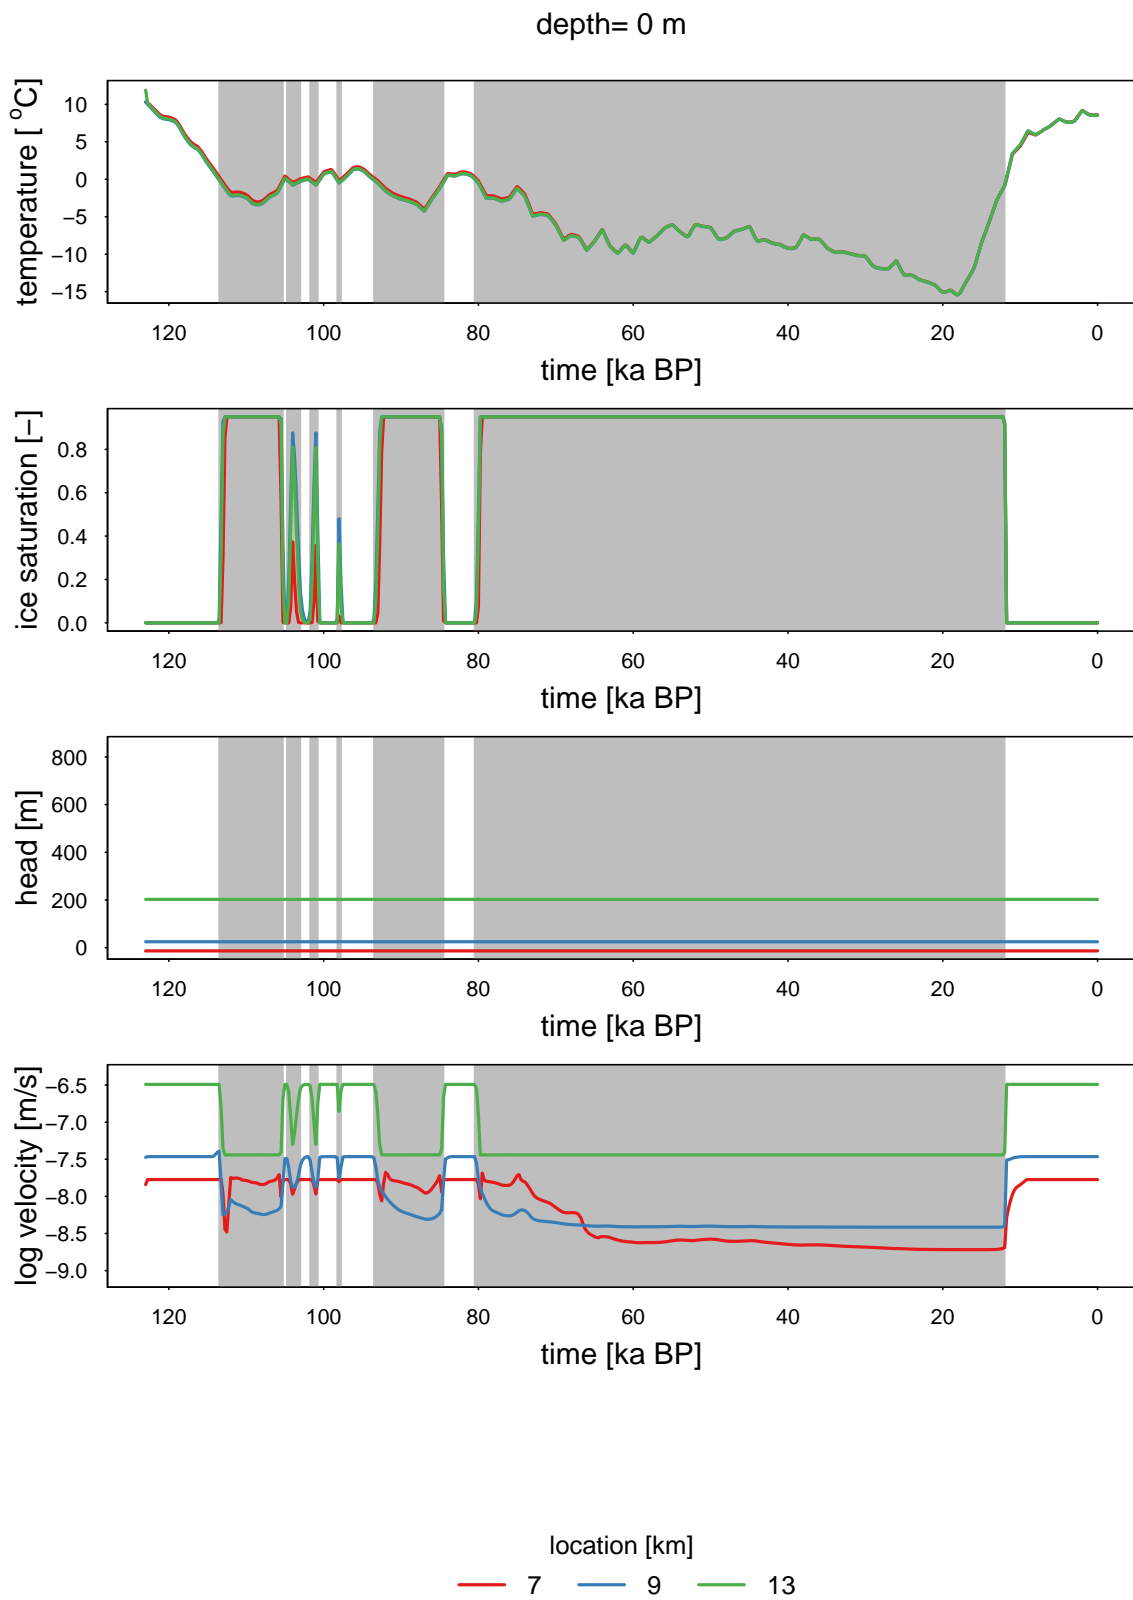 depth= 0 m
temperature [ °C]
10
5
0
−5
−10
−15
120 100 80 60 40 20 0
time [ka BP]
ice saturation [−]
0.8
0.6
0.4
0.2
0.0
120 100 80 60 40 20 0
time [ka BP]
head [m]
800
600
400
200
0
120 100 80 60 40 20 0
time [ka BP]
log velocity [m/s]
−6.5
−7.0
−7.5
−8.0
−8.5
−9.0
120 100 80 60 40 20 0
time [ka BP]
location [km]
7 9 13